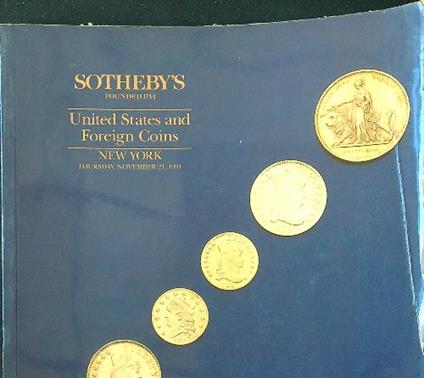 SOTHEBY'S
FOUNDED 1744
United States and
Foreign Coins
NEW YORK
THURSDAY, NOVEMBER 21, 1991